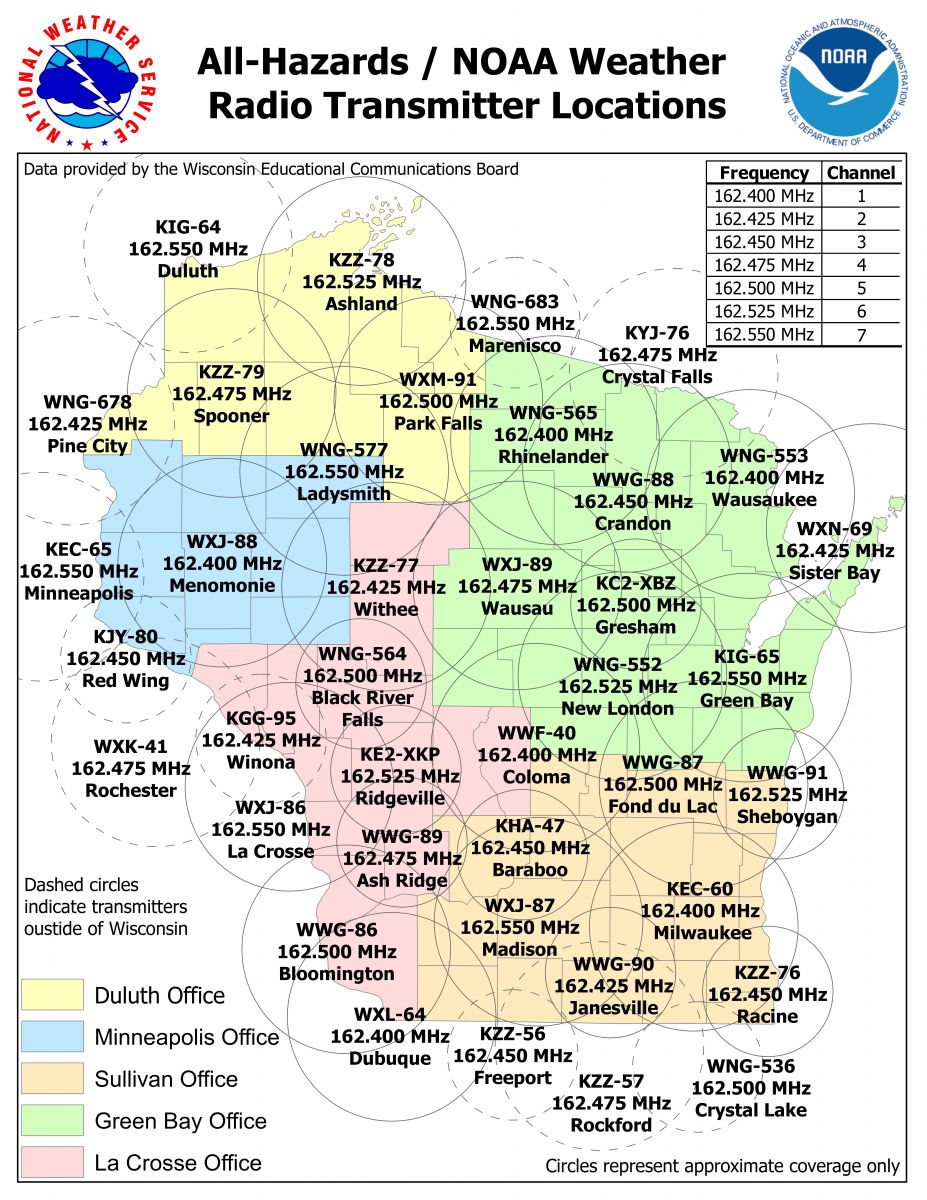 NATIONAL WEATHER SERVICE
All-Hazards / NOAA Weather
Radio Transmitter Locations
NATIONAL OCEANIC AND ATMOSPHERIC ADMINISTRATION
NOAA
U.S. DEPARTMENT OF COMMERCE
Data provided by the Wisconsin Educational Communications Board
Frequency Channel
162.400 MHz 1
162.425 MHz 2
162.450 MHz 3
162.475 MHz 4
162.500 MHz 5
162.525 MHz 6
162.550 MHz 7
KIG-64
162.550 MHz
Duluth
KZZ-78
162.525 MHz
Ashland
WNG-683
162.550 MHz
Marenisco
KYJ-76
162.475 MHz
Crystal Falls
KZZ-79
162.475 MHz
Spooner
WXM-91
162.500 MHz
Park Falls
WNG-678
162.425 MHz
Pine City
WNG-565
162.400 MHz
Rhinelander
WNG-577
162.550 MHz
Ladysmith
WNG-553
162.400 MHz
Wausaukee
WWG-88
162.450 MHz
Crandon
WXN-69
162.425 MHz
Sister Bay
KEC-65
162.550 MHz
Minneapolis
WXJ-88
162.400 MHz
Menomonie
KZZ-77
162.425 MHz
Withee
WXJ-89
162.475 MHz
Wausau
KC2-XBZ
162.500 MHz
Gresham
KJY-80
162.450 MHz
Red Wing
WNG-564
162.500 MHz
Black River
Falls
WNG-552
162.525 MHz
New London
KIG-65
162.550 MHz
Green Bay
KGG-95
162.425 MHz
Winona
WXK-41
162.475 MHz
Rochester
KE2-XKP
162.525 MHz
Ridgeville
WWF-40
162.400 MHz
Coloma
WWG-87
162.500 MHz
Fond du Lac
WWG-91
162.525 MHz
Sheboygan
WXJ-86
162.550 MHz
La Crosse
WWG-89
162.475 MHz
Ash Ridge
KHA-47
162.450 MHz
Baraboo
KEC-60
162.400 MHz
Milwaukee
Dashed circles
indicate transmitters
oustide of Wisconsin
WXJ-87
162.550 MHz
Madison
WWG-86
162.500 MHz
Bloomington
WWG-90
162.425 MHz
Janesville
KZZ-76
162.450 MHz
Racine
WXL-64
162.400 MHz
Dubuque
KZZ-56
162.450 MHz
Freeport
KZZ-57
162.475 MHz
Rockford
WNG-536
162.500 MHz
Crystal Lake
Duluth Office
Minneapolis Office
Sullivan Office
Green Bay Office
La Crosse Office
Circles represent approximate coverage only